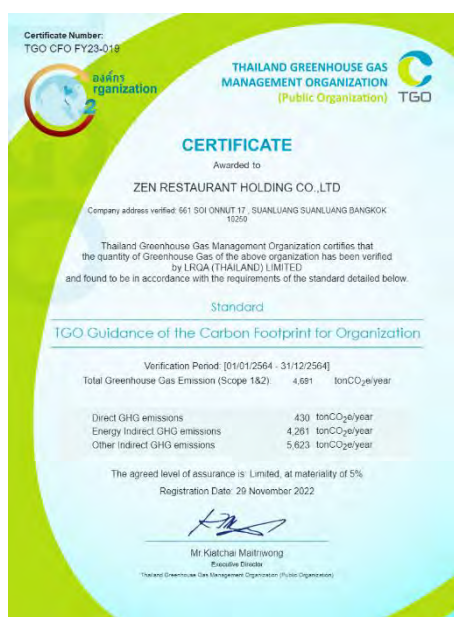 Certificate Number:
TGO CFO FY23-019
องค์กร
rganization
2
THAILAND GREENHOUSE GAS
MANAGEMENT ORGANIZATION
(Public Organization)
TGO
CERTIFICATE
Awarded to
ZEN RESTAURANT HOLDING CO.,LTD
Company address verified: 661 SOI ONNUT 17 , SUANLUANG SUANLUANG BANGKOK
10250
Thailand Greenhouse Gas Management Organization certifies that
the quantity of Greenhouse Gas of the above organization has been verified
by LRQA (THAILAND) LIMITED
and found to be in accordance with the requirements of the standard detailed below.
Standard
TGO Guidance of the Carbon Footprint for Organization
Verification Period: [01/01/2564 - 31/12/2564]
Total Greenhouse Gas Emission (Scope 1&2): 4,691 tonCO2e/year
Direct GHG emissions 430 tonCO2e/year
Energy Indirect GHG emissions 4,261 tonCO2e/year
Other Indirect GHG emissions 5,623 tonCO2e/year
The agreed level of assurance is: Limited, at materiality of 5%
Registration Date: 29 November 2022
Mr.Kiatchai Maitriwong
Executive Director
Thailand Greenhouse Gas Management Organization (Public Organization)